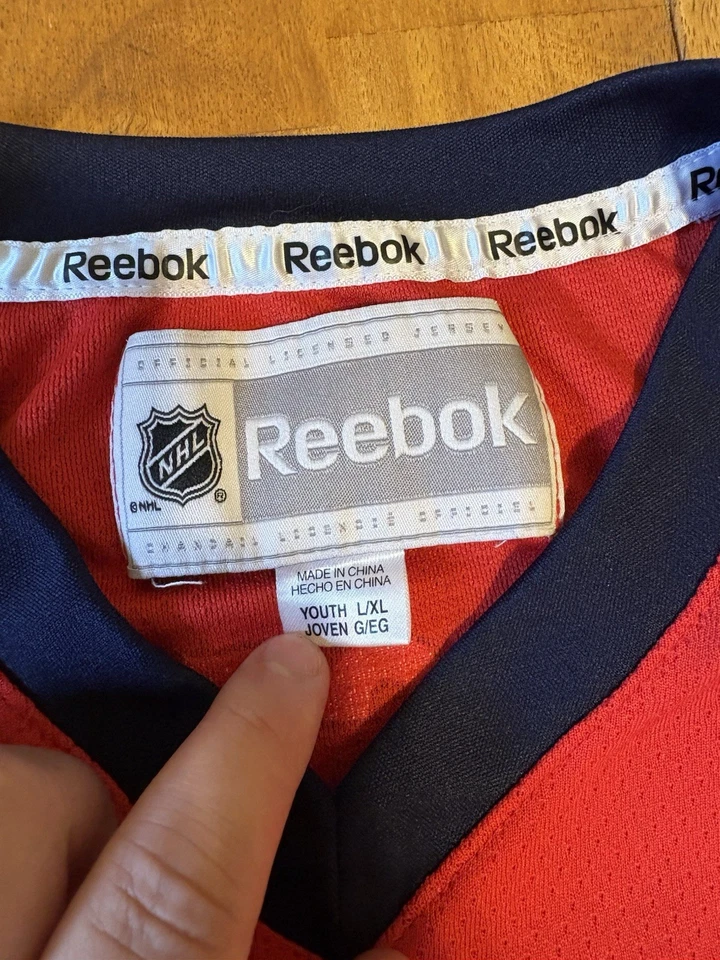 Reebok Reebok Reebok Re
OFFICIAL LICENSED JERSEY
NHL
Reebok
©NHL ®
CHANDAIL LICENCIÉ OFFICIEL
MADE IN CHINA
HECHO EN CHINA
YOUTH L/XL
JOVEN G/EG